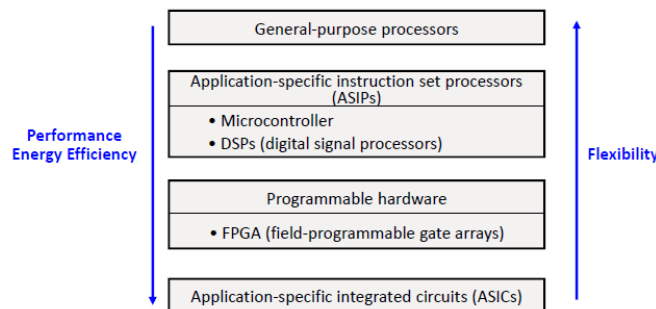 General-purpose processors
Application-specific instruction set processors
(ASIPs)
• Microcontroller
• DSPs (digital signal processors)
Performance
Energy Efficiency
Flexibility
Programmable hardware
• FPGA (field-programmable gate arrays)
Application-specific integrated circuits (ASICs)